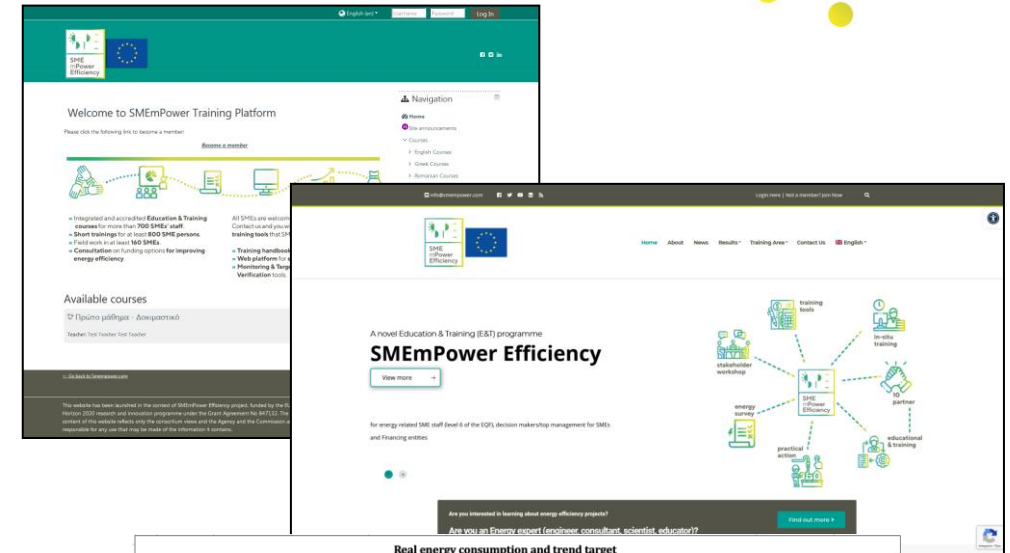 English (en)
Username
Password
Log in
SME
mPower
Efficiency
Welcome to SMEmPower Training Platform
Please click the following link to become a member:
Become a member
» Integrated and accredited Education & Training
courses for more than 700 SMEs' staff.
» Short trainings for at least 800 SME persons.
» Field work in at least 160 SMEs.
» Consultation on funding options for improving
energy efficiency.
All SMEs are welcome
Contact us and you w
training tools that SM
» Training handbook
» Web platform for
» Monitoring & Targe
Verification tools.
Navigation
Home
Site announcements
Courses
English Courses
Greek Courses
Romanian Courses
Available courses
Πρώτο μάθημα - Δοκιμαστικό
Teacher: Test Teacher Test Teacher
<- Go back to Smempower.com
This website has been launched in the context of SMEmPower Efficiency project, funded by the EU
Horizon 2020 research and innovation programme under the Grant Agreement No 847132. The
content of this website reflects only the consortium views and the Agency and the Commission a
responsible for any use that may be made of the information it contains.
info@smempower.com
Login Here | Not a member? Join Now
SME
mPower
Efficiency
Home About News Results Training Area Contact Us English
A novel Education & Training (E&T) programme
SMEmPower Efficiency
View more →
for energy related SME staff (level 6 of the EQF), decision makers/top management for SMEs
and Financing entities
training
tools
in-situ
training
stakeholder
workshop
SME
mPower
Efficiency
10
partner
energy
survey
educational
& training
practical
action
Are you interested in learning about energy efficiency projects?
Are you an Energy expert (engineer, consultant, scientist, educator)?
Find out more >
Real energy consumption and trend target